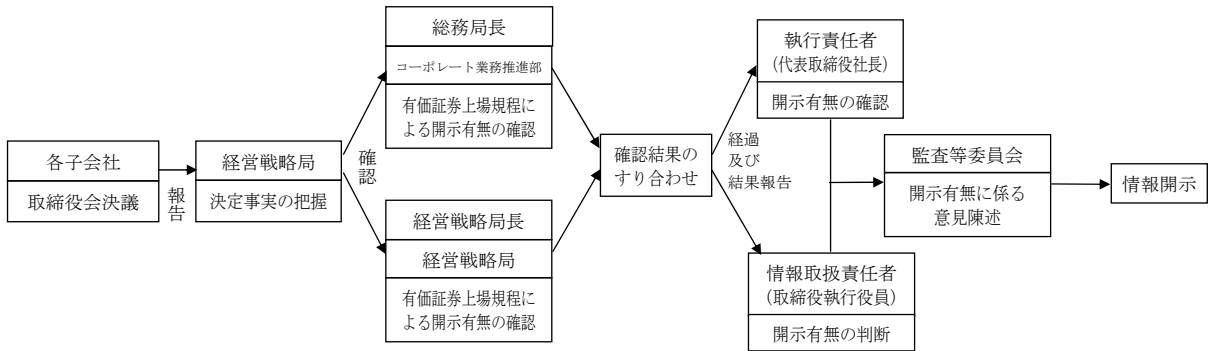 各子会社
取締役会決議
報告
経営戦略局
決定事実の把握
確認
総務局長
コーポレート業務推進部
有価証券上場規程に
よる開示有無の確認
経営戦略局長
経営戦略局
有価証券上場規程に
よる開示有無の確認
確認結果の
すり合わせ
経過
及び
結果報告
執行責任者
(代表取締役社長)
開示有無の確認
情報取扱責任者
(取締役執行役員)
開示有無の判断
監査等委員会
開示有無に係る
意見陳述
情報開示